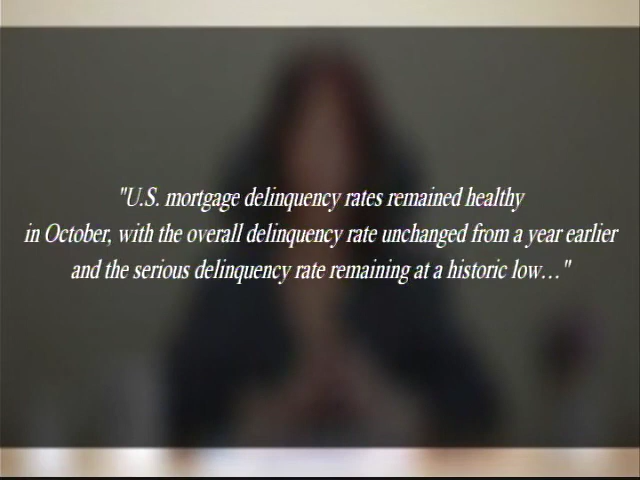 "U.S. mortgage delinquency rates remained healthy
in October, with the overall delinquency rate unchanged from a year earlier
and the serious delinquency rate remaining at a historic low…"